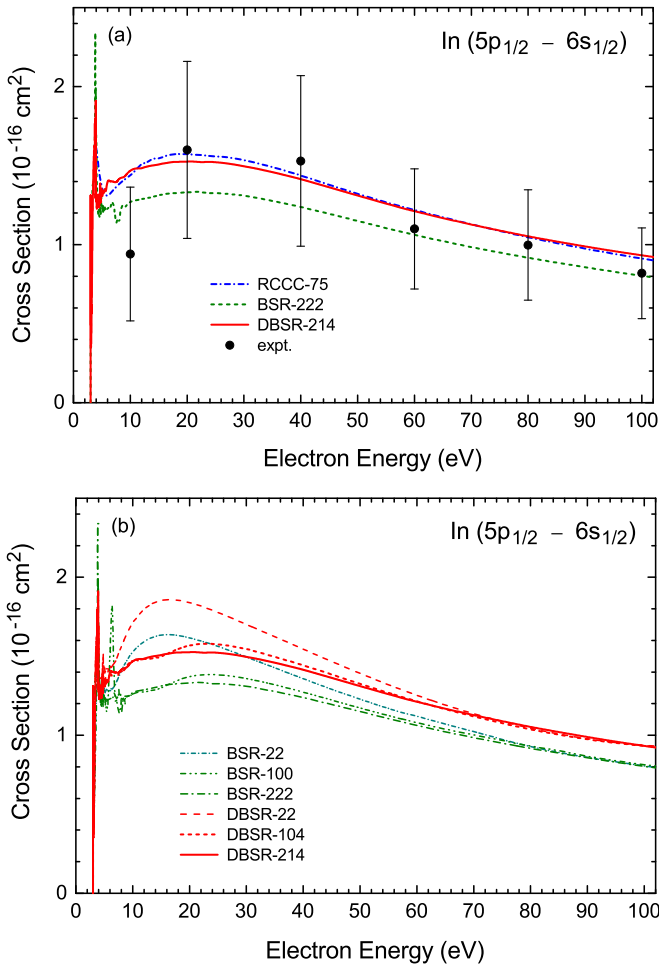 (a)
In (5p1/2 − 6s1/2)
2
1
0
Cross Section (10-16 cm2)
RCCC-75
BSR-222
DBSR-214
expt.
0 10 20 30 40 50 60 70 80 90 100
Electron Energy (eV)
(b)
In (5p1/2 − 6s1/2)
2
1
0
Cross Section (10-16 cm2)
BSR-22
BSR-100
BSR-222
DBSR-22
DBSR-104
DBSR-214
0 10 20 30 40 50 60 70 80 90 100
Electron Energy (eV)